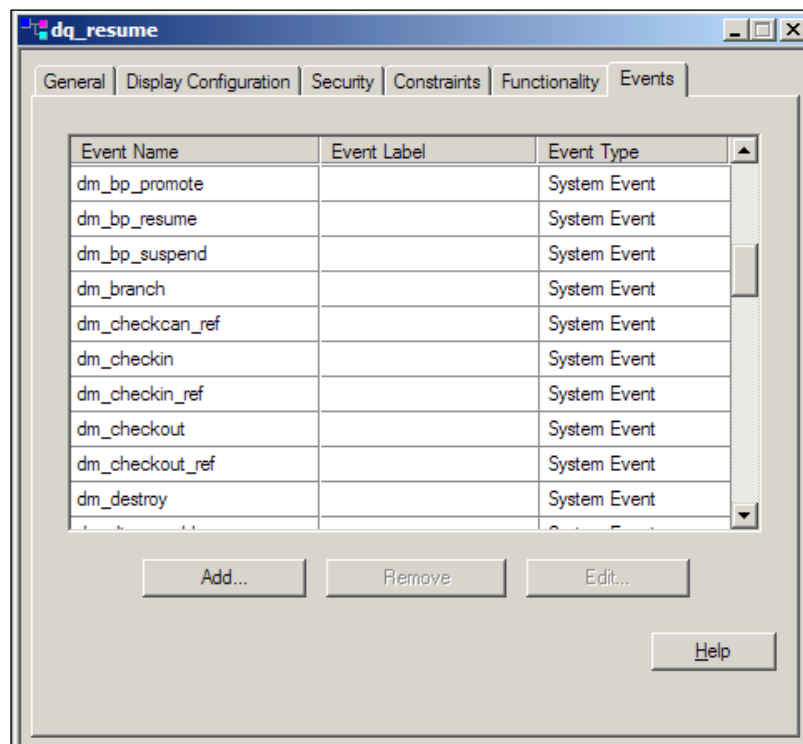 dq_resume
General Display Configuration Security Constraints Functionality Events
Event Name Event Label Event Type
dm_bp_promote System Event
dm_bp_resume System Event
dm_bp_suspend System Event
dm_branch System Event
dm_checkcan_ref System Event
dm_checkin System Event
dm_checkin_ref System Event
dm_checkout System Event
dm_checkout_ref System Event
dm_destroy System Event
Add... Remove Edit...
Help